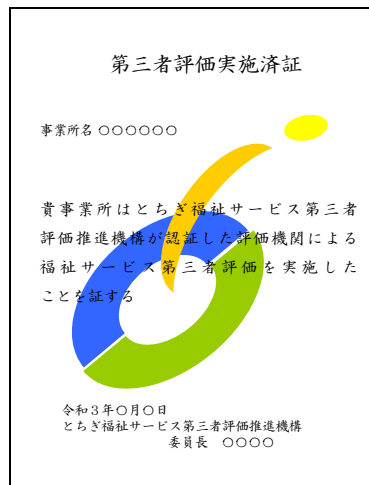 第三者評価実施済証
事業所名 ○○○○○○
貴事業所はとちぎ福祉サービス第三者
評価推進機構が認証した評価機関による
福祉サービス第三者評価を実施した
ことを証する
令和３年○月○日
とちぎ福祉サービス第三者評価推進機構
委員長 ○○○○